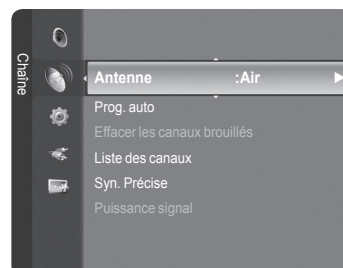 Chaîne
Antenne :Air
Prog. auto
Effacer les canaux brouillés
Liste des canaux
Syn. Précise
Puissance signal